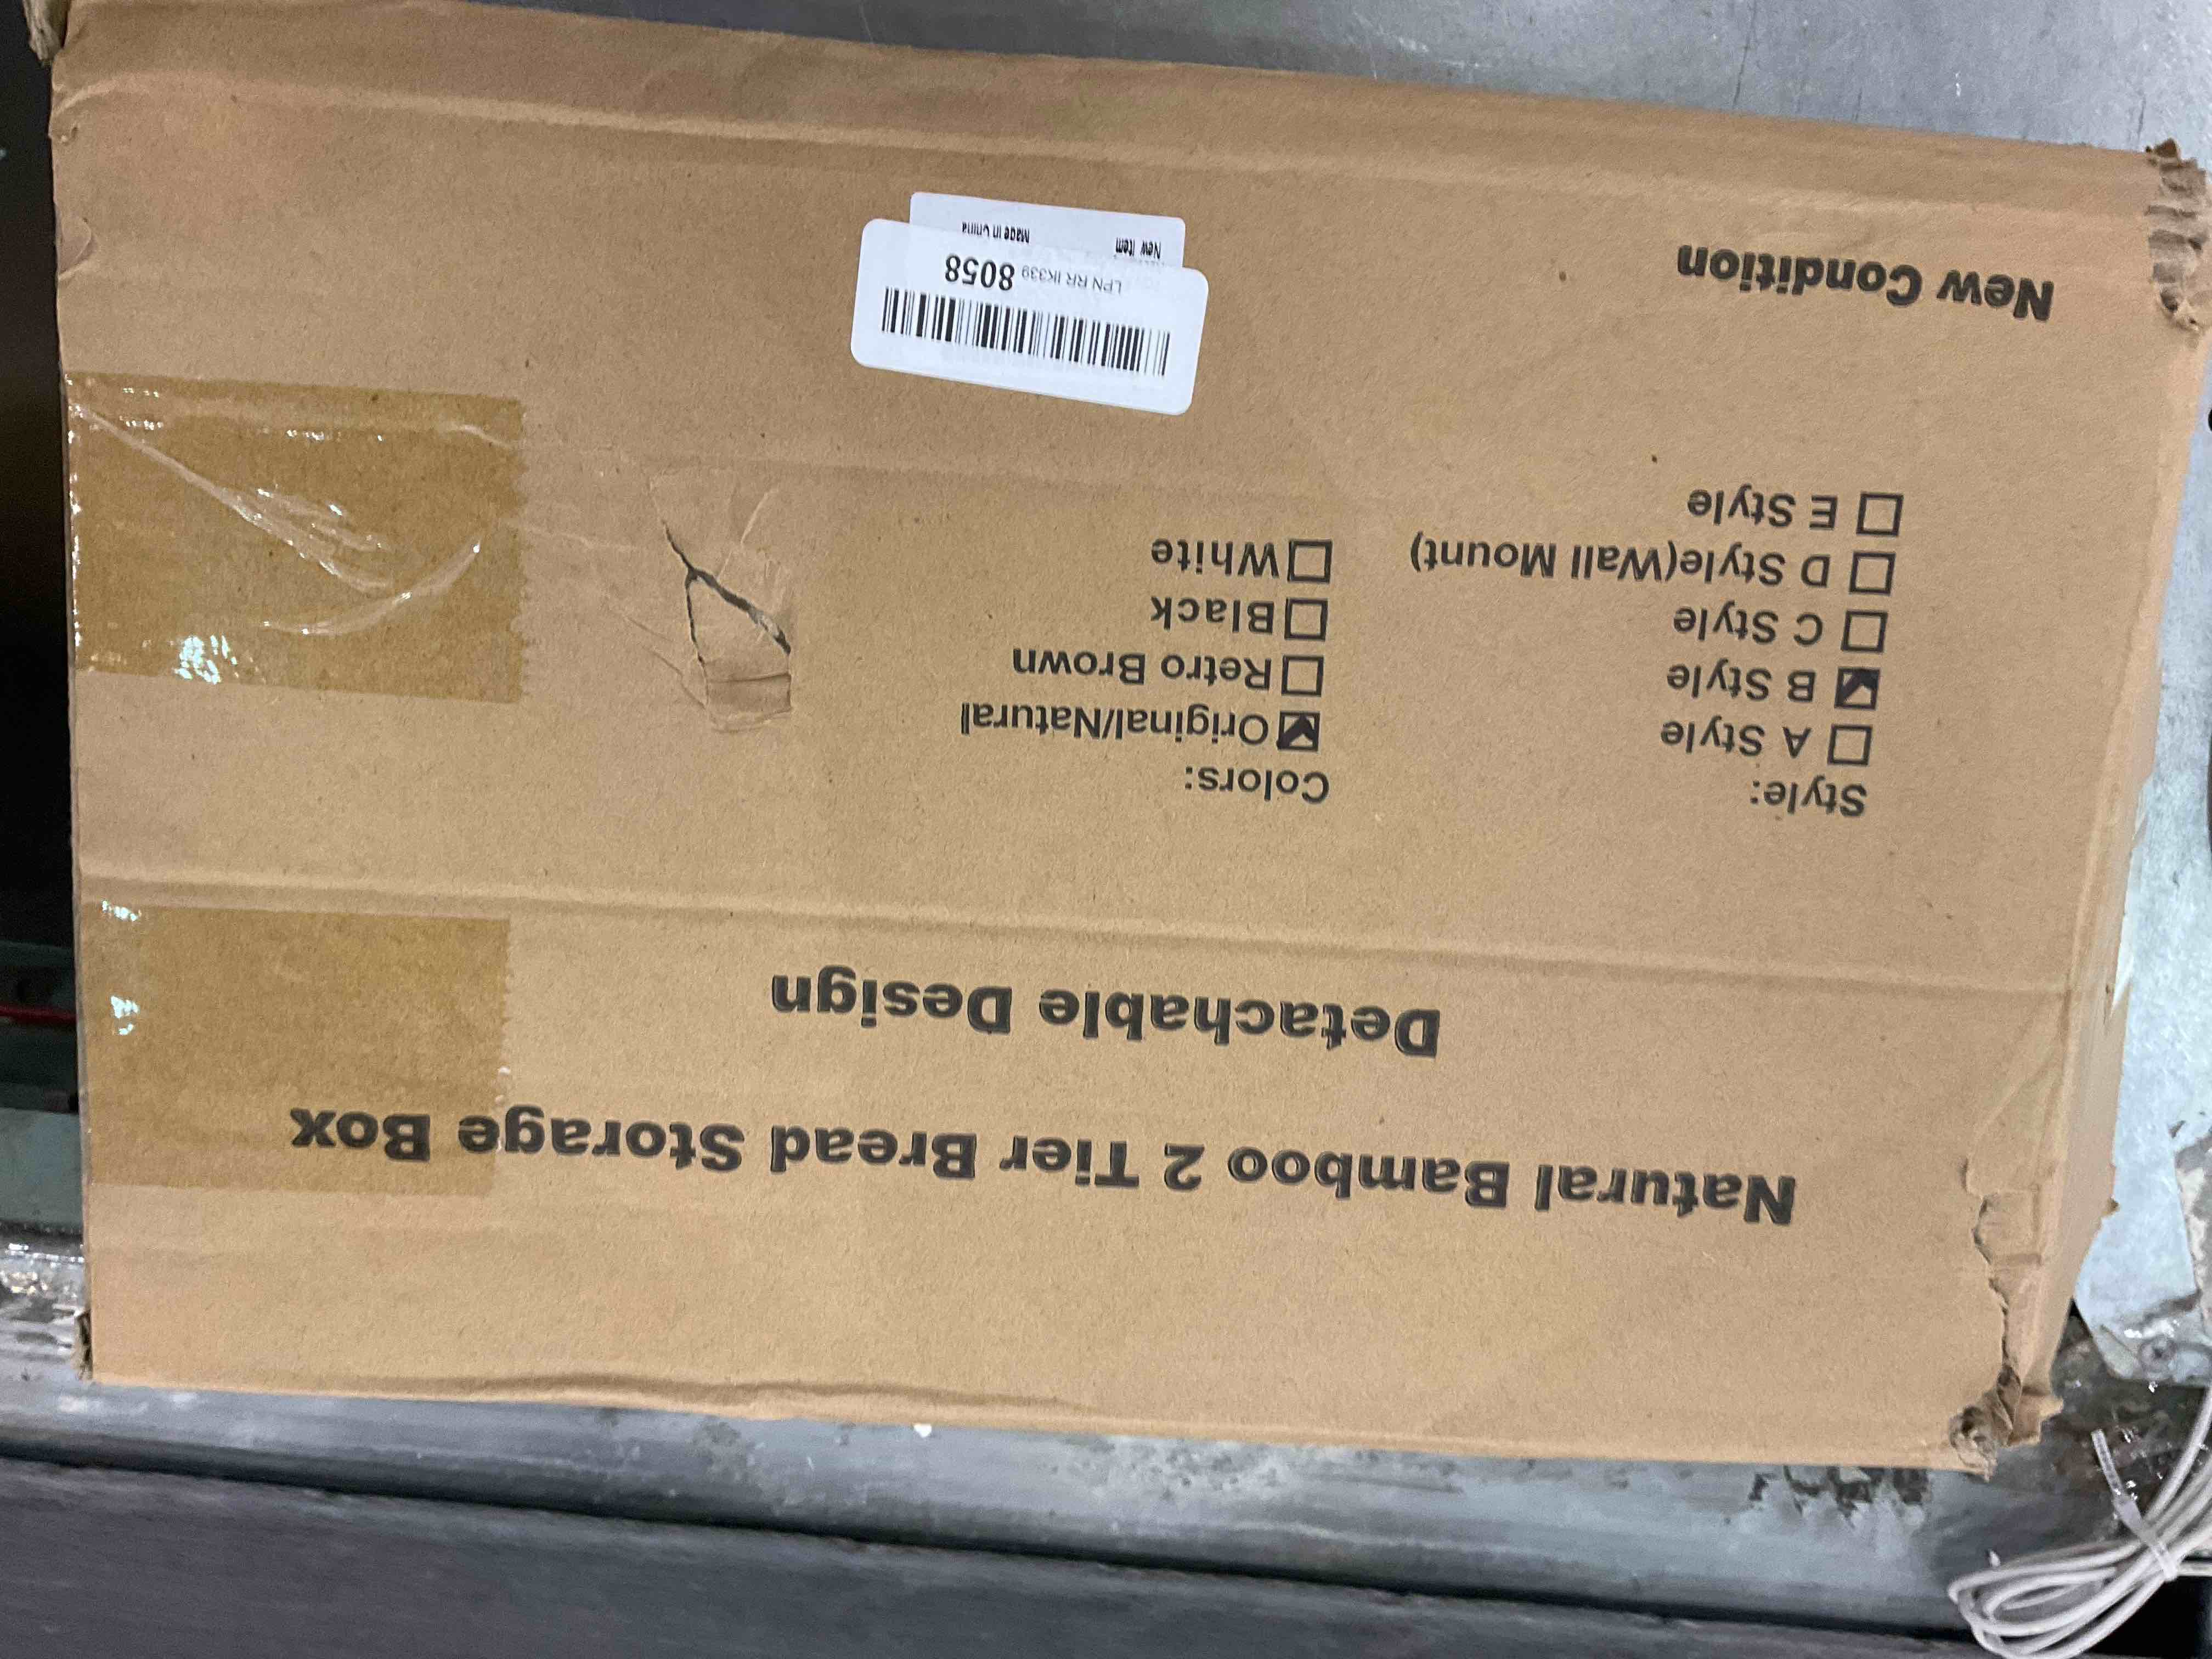 Natural Bamboo 2 Tier Bread Storage Box
Detachable Design
Style:
☐ A Style
☑ B Style
☐ C Style
☐ D Style(Wall Mount)
☐ E Style
Colors:
☑ Original/Natural
☐ Retro Brown
☐ Black
☐ White
New Condition
LPN RR IK339 8058
New Item
Made in China